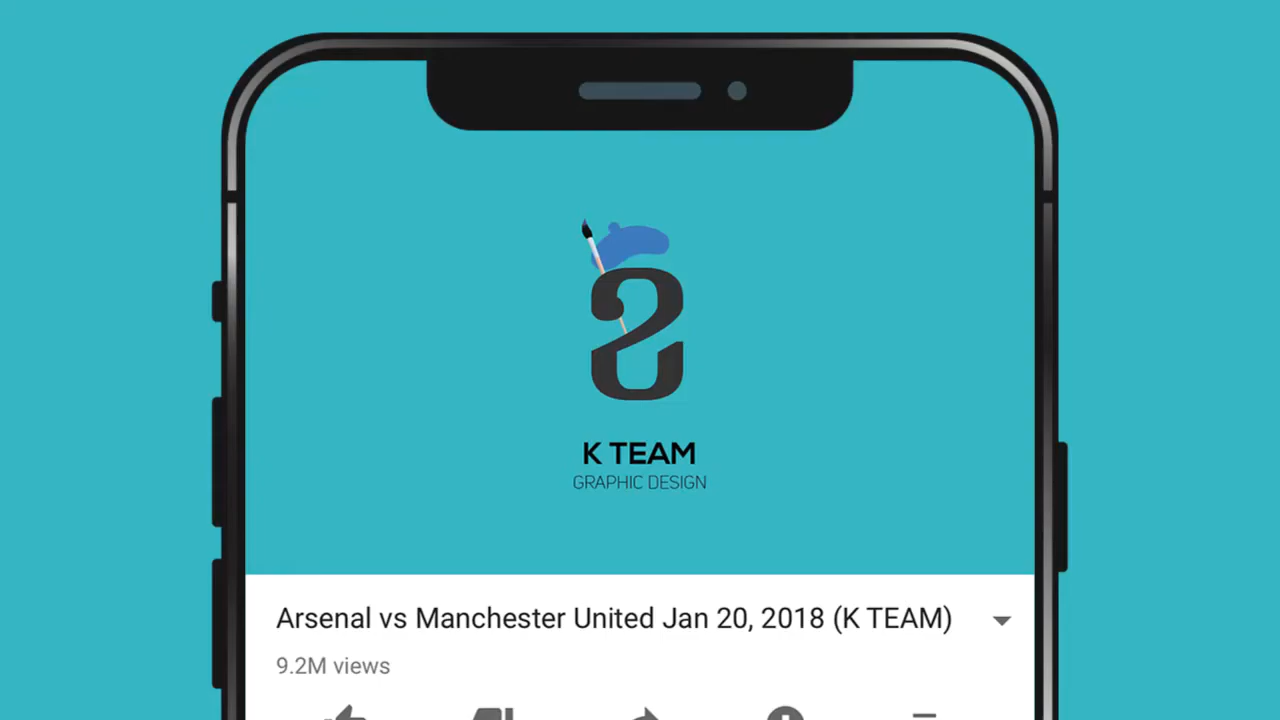 K TEAM
GRAPHIC DESIGN
Arsenal vs Manchester United Jan 20, 2018 (K TEAM)
9.2M views